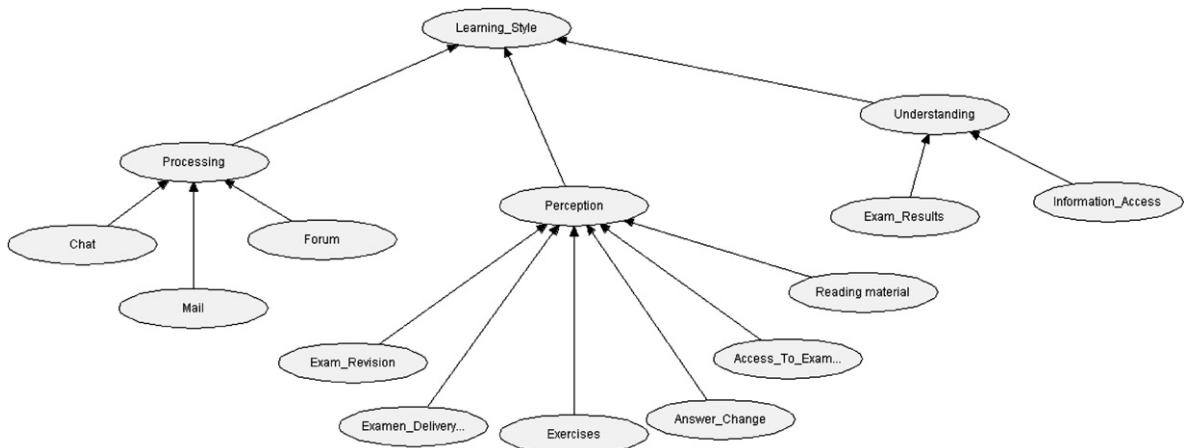 Learning_Style
Understanding
Processing
Perception
Information_Access
Exam_Results
Chat
Forum
Reading material
Mail
Access_To_Exam...
Exam_Revision
Answer_Change
Examen_Delivery...
Exercises